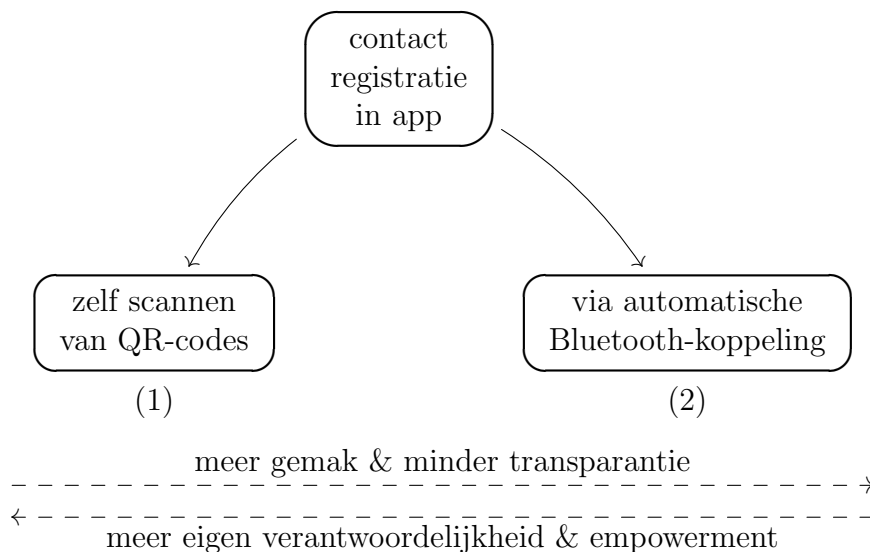 contact
registratie
in app
zelf scannen
van QR-codes
via automatische
Bluetooth-koppeling
(1)
(2)
meer gemak & minder transparantie
meer eigen verantwoordelijkheid & empowerment